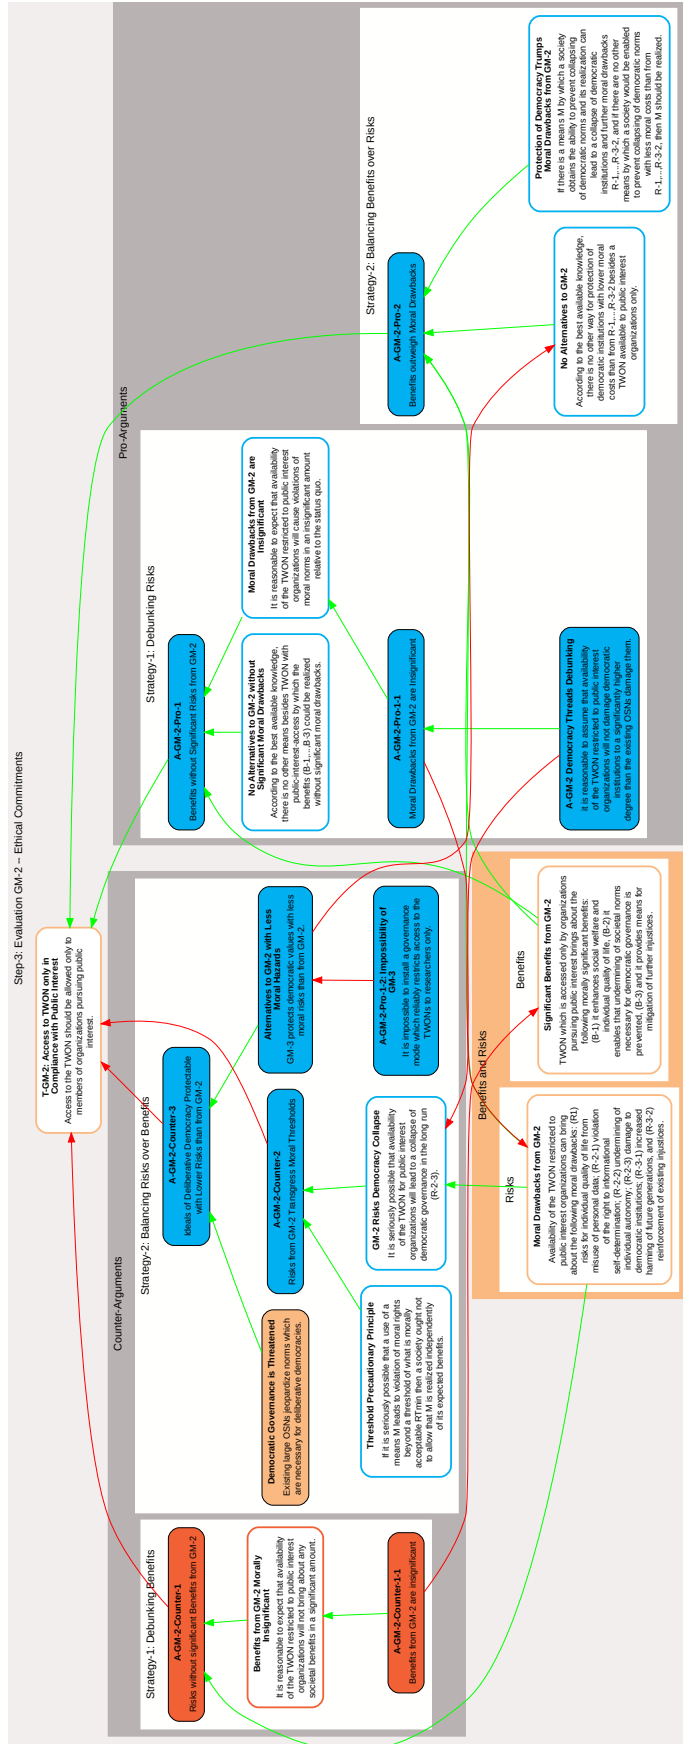 Step-3: Evaluation GM-2 -- Ethical Commitments
T-GM-2: Access to TWON only in
Compliance with Public Interest
Access to the TWON should be allowed only to
members of organizations pursuing public
interest.
Counter-Arguments
Strategy-1: Debunking Benefits
A-GM-2-Counter-1
Risks without significant Benefits from GM-2
Benefits from GM-2 Morally
Insignificant
It is reasonable to expect that availability
of the TWON restricted to public interest
organizations will not bring about any
societal benefits in a significant amount.
A-GM-2-Counter-1-1
Benefits from GM-2 are insignificant
Strategy-2: Balancing Risks over Benefits
A-GM-2-Counter-3
Ideals of Deliberative Democracy Protectable
with Lower Risks than from GM-2
Democratic Governance is Threatened
Existing large OSNs jeopardize norms which
are necessary for deliberative democracies.
A-GM-2-Counter-2
Risks from GM-2 Transgress Moral Thresholds
Alternatives to GM-2 with Less
Moral Hazards
GM-3 protects democratic values with less
moral risks than from GM-2.
Threshold Precautionary Principle
If it is seriously possible that a use of a
means M leads to violation of moral rights
beyond a threshold of what is morally
acceptable RTmin then a society ought not
to allow that M is realized independently
of its expected benefits.
GM-2 Risks Democracy Collapse
It is seriously possible that availability
of the TWON for public interest
organizations will lead to a collapse of
democratic governance in the long run
(R-2-3).
A-GM-2-Pro-1-2: Impossibility of
GM-3
It is impossible to install a governance
mode which reliably restricts access to the
TWONs to researchers only.
Pro-Arguments
Strategy-1: Debunking Risks
A-GM-2-Pro-1
Benefits without Significant Risks from GM-2
No Alternatives to GM-2 without
Significant Moral Drawbacks
According to the best available knowledge,
there is no other means besides TWON with
public-interest-access by which the
benefits (B-1,...,B-3) could be realized
without significant moral drawbacks.
Moral Drawbacks from GM-2 are
Insignificant
It is reasonable to expect that availability
of the TWON restricted to public interest
organizations will cause violations of
moral norms in an insignificant amount
relative to the status quo.
A-GM-2-Pro-1-1
Moral Drawbacks from GM-2 are Insignificant
A-GM-2 Democracy Threads Debunking
it is reasonable to assume that availability
of the TWON restricted to public interest
organizations will not damage democratic
institutions to a significantly higher
degree than the existing OSNs damage them.
Strategy-2: Balancing Benefits over Risks
A-GM-2-Pro-2
Benefits outweigh Moral Drawbacks
No Alternatives to GM-2
According to the best available knowledge,
there is no other way for protection of
democratic institutions with lower moral
costs than from R-1,...,R-3-2 besides a
TWON available to public interest
organizations only.
Protection of Democracy Trumps
Moral Drawbacks from GM-2
If there is a means M by which a society
obtains the ability to prevent collapsing
of democratic norms and its realization can
lead to a collapse of democratic
institutions and further moral drawbacks
R-1,...,R-3-2, and if there are no other
means by which a society would be enabled
to prevent collapsing of democratic norms
with less moral costs than from
R-1,...,R-3-2, then M should be realized.
Benefits and Risks
Risks
Moral Drawbacks from GM-2
Availability of the TWON restricted to
public interest organizations can bring
about the following moral drawbacks: (R1)
risks for individual quality of life from
misuse of personal data; (R-2-1) violation
of the right to informational
self-determination; (R-2-2) undermining of
individual autonomy; (R-2-3) damage to
democratic institutions; (R-3-1) increased
harming of future generations, and (R-3-2)
reinforcement of existing injustices.
Benefits
Significant Benefits from GM-2
TWON which is accessed only by organizations
pursuing public interest brings about the
following morally significant benefits:
(B-1) it enhances social welfare and
individual quality of life, (B-2) it
enables that undermining of societal norms
necessary for democratic governance is
prevented, (B-3) and it provides means for
mitigation of further injustices.